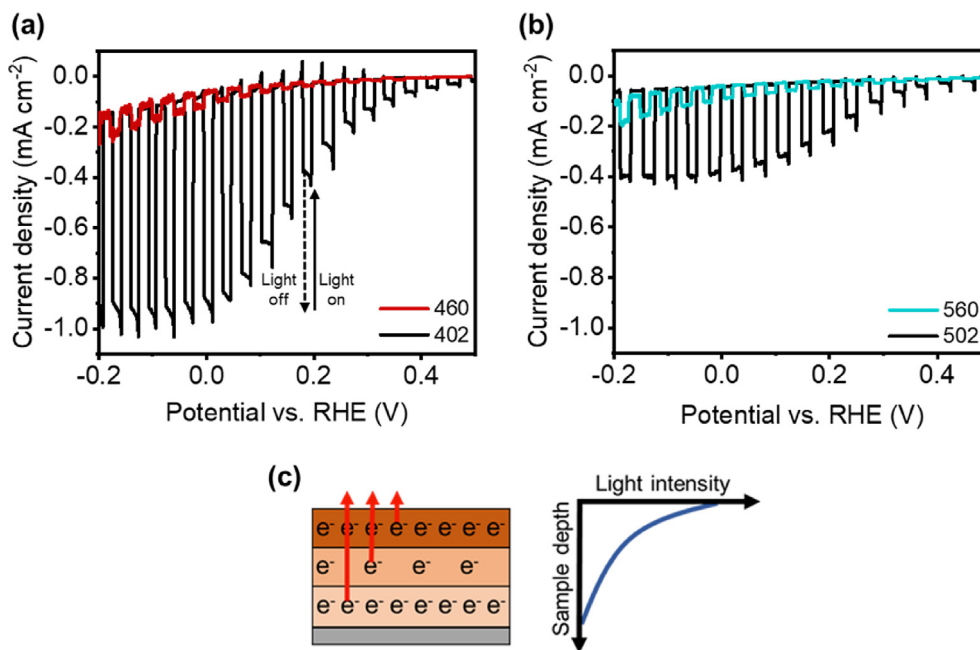 (a)
Current density (mA cm⁻²)
0.0
-0.2
-0.4
-0.6
-0.8
-1.0
-0.2
0.0
0.2
0.4
Potential vs. RHE (V)
Light off
Light on
460
402
(b)
Current density (mA cm⁻²)
0.0
-0.2
-0.4
-0.6
-0.8
-1.0
-0.2
0.0
0.2
0.4
Potential vs. RHE (V)
560
502
(c)
e⁻ e⁻ e⁻ e⁻ e⁻ e⁻ e⁻ e⁻
e⁻ e⁻ e⁻ e⁻
e⁻ e⁻ e⁻ e⁻ e⁻ e⁻ e⁻ e⁻
Light intensity
Sample depth